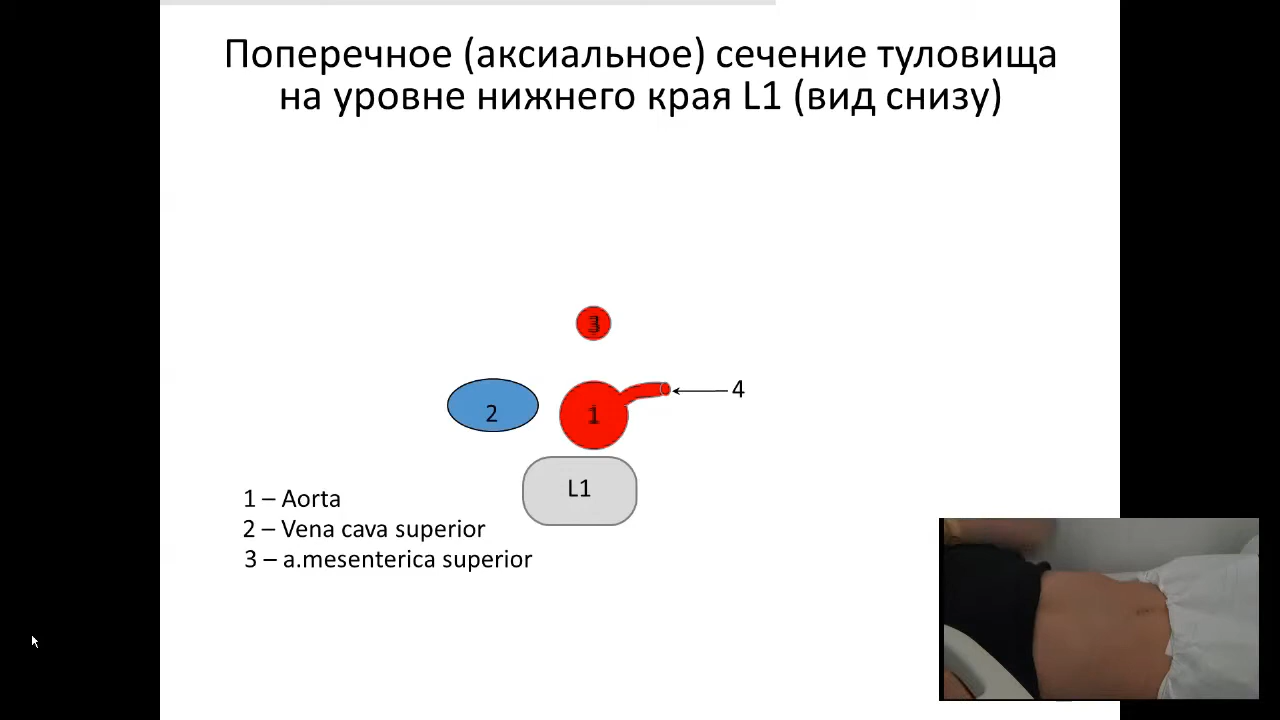 Поперечное (аксиальное) сечение туловища
на уровне нижнего края L1 (вид снизу)
3
4
2
1
L1
1 – Aorta
2 – Vena cava superior
3 – a.mesenterica superior